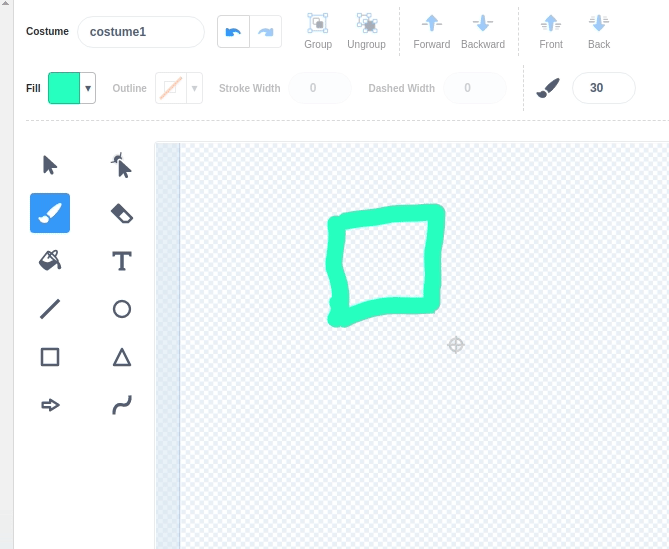 Costume costume1
Group Ungroup Forward Backward Front Back
Fill Outline Stroke Width 0 Dashed Width 0 30
T